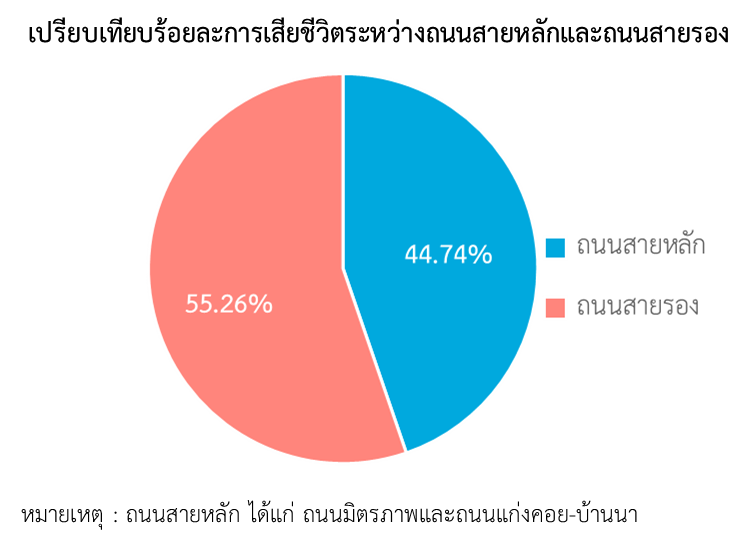 เปรียบเทียบร้อยละการเสียชีวิตระหว่างถนนสายหลักและถนนสายรอง
44.74%
55.26%
ถนนสายหลัก
ถนนสายรอง
หมายเหตุ : ถนนสายหลัก ได้แก่ ถนนมิตรภาพและถนนแก่งคอย-บ้านนา